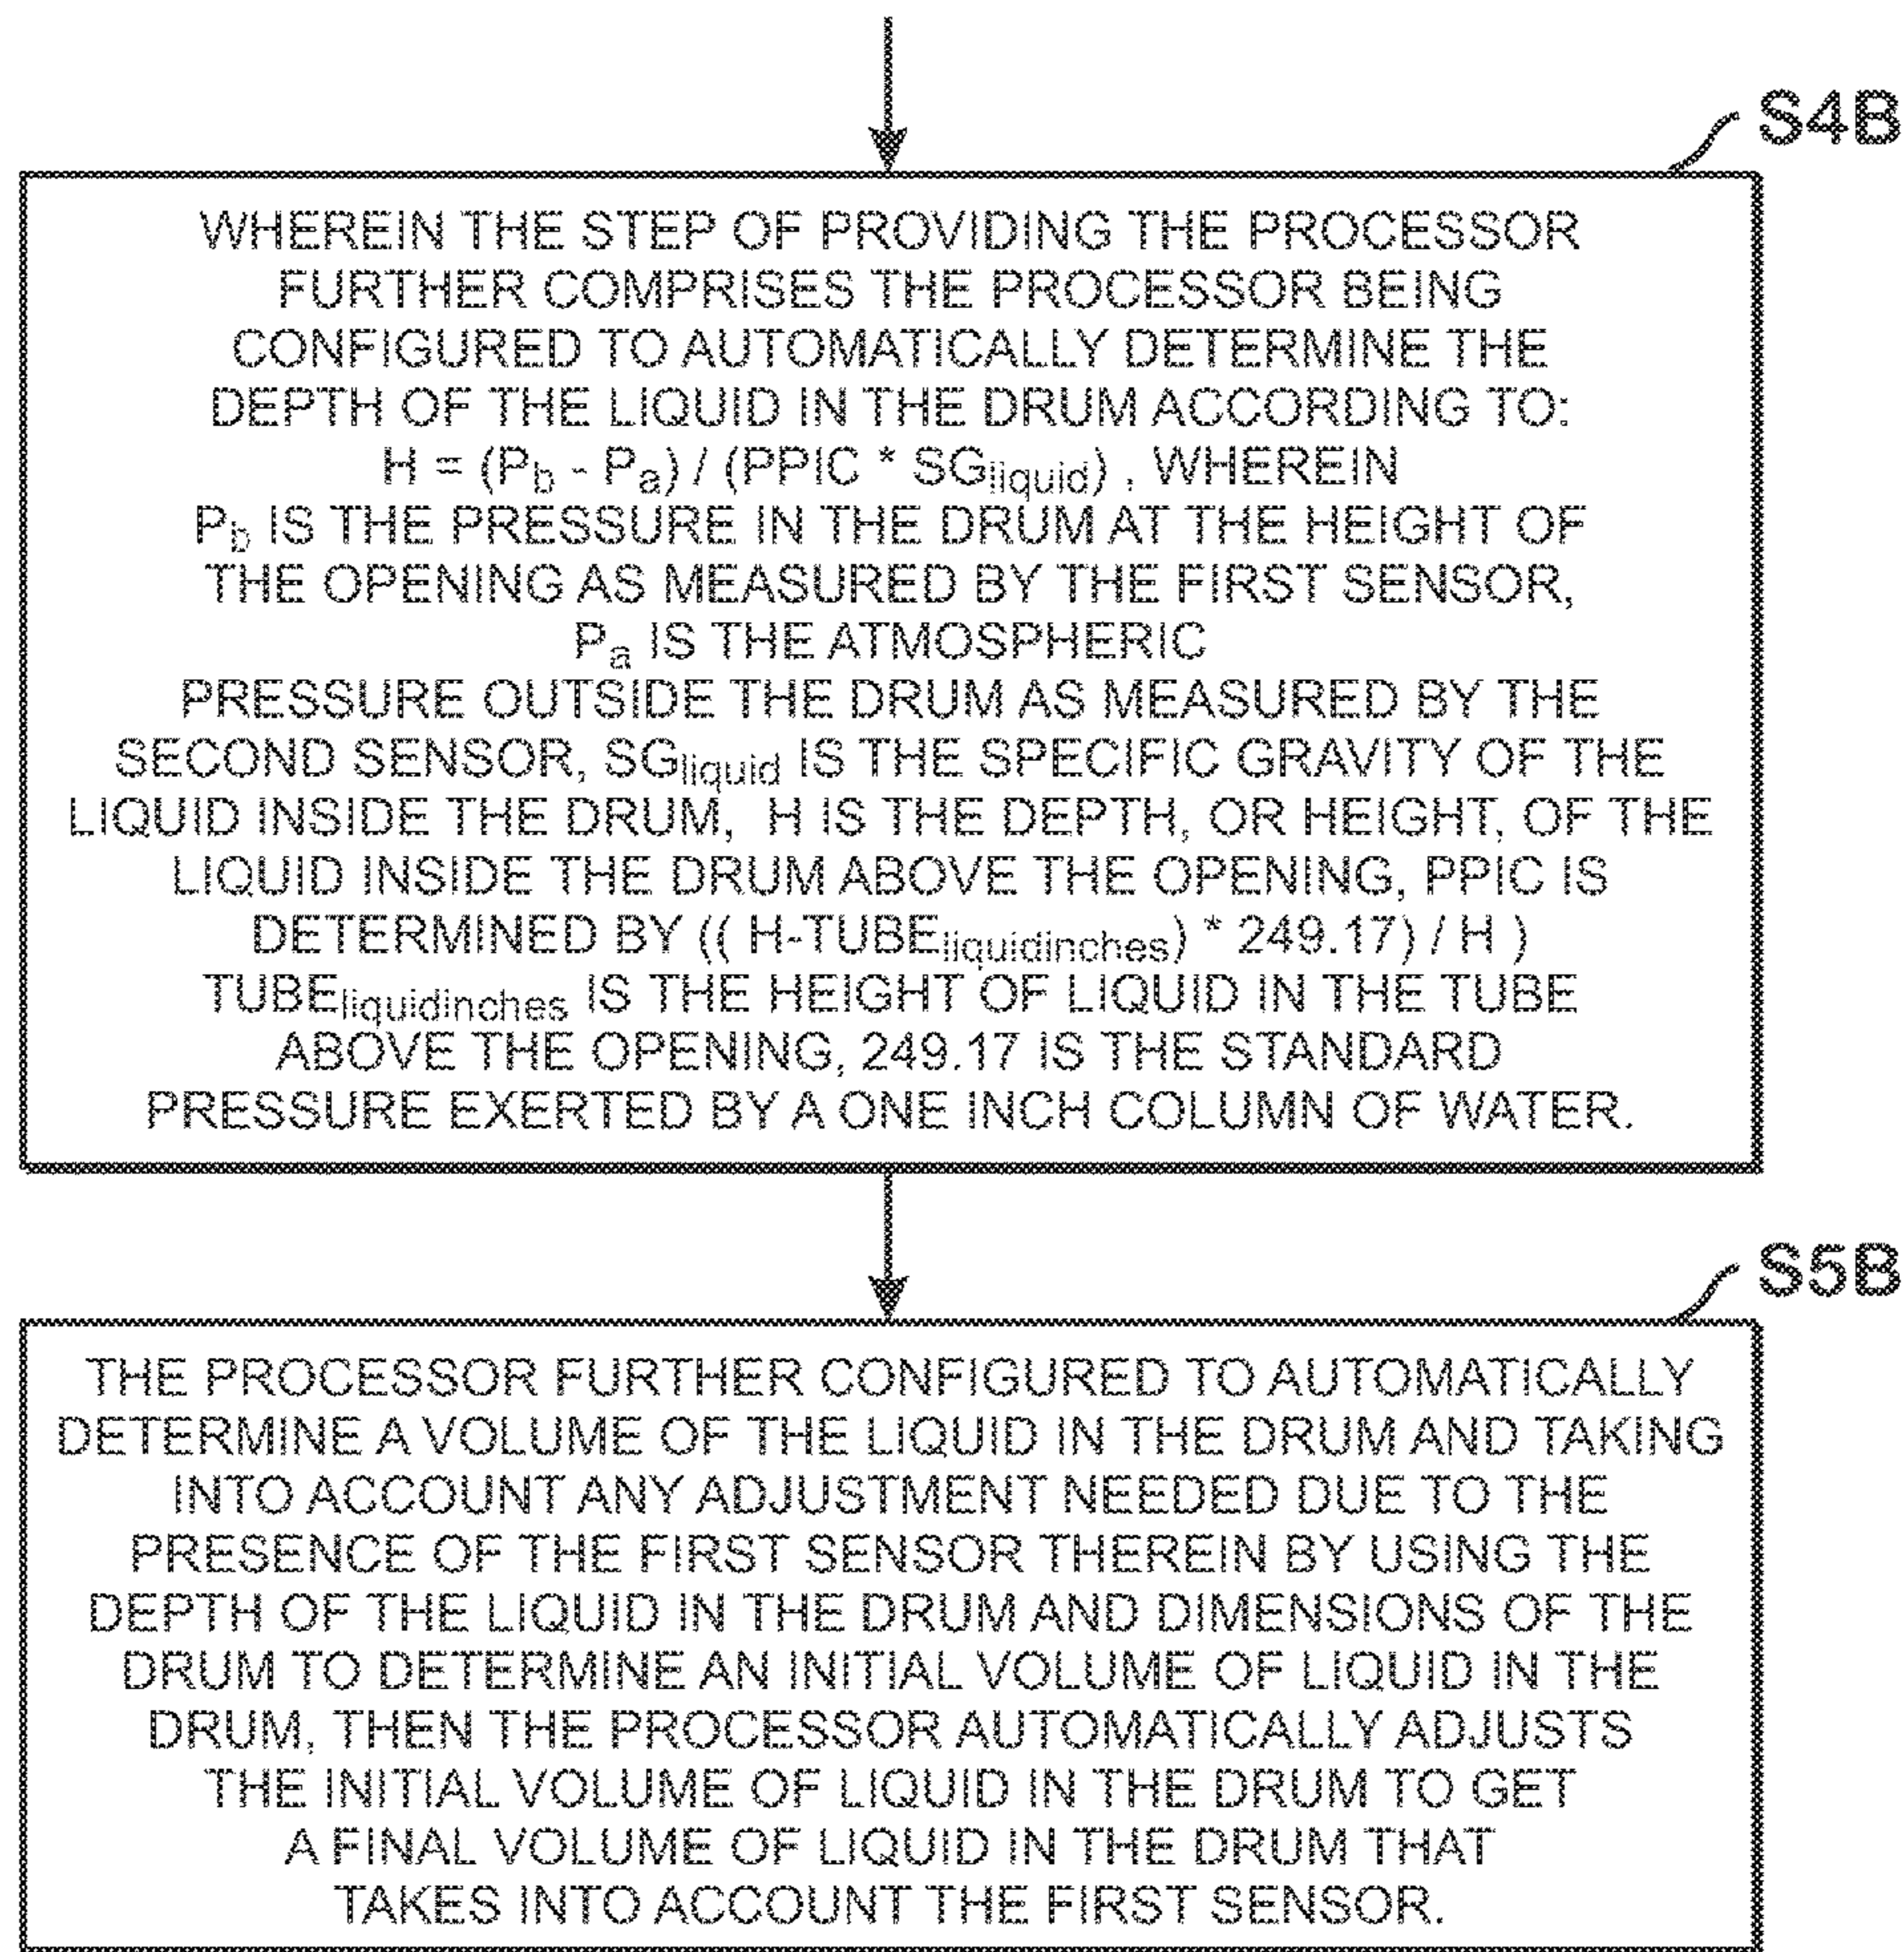 S4B
WHEREIN THE STEP OF PROVIDING THE PROCESSOR
FURTHER COMPRISES THE PROCESSOR BEING
CONFIGURED TO AUTOMATICALLY DETERMINE THE
DEPTH OF THE LIQUID IN THE DRUM ACCORDING TO:
H = (Pb - Pa) / (PPIC * SGliquid) , WHEREIN
Pb IS THE PRESSURE IN THE DRUM AT THE HEIGHT OF
THE OPENING AS MEASURED BY THE FIRST SENSOR,
Pa IS THE ATMOSPHERIC
PRESSURE OUTSIDE THE DRUM AS MEASURED BY THE
SECOND SENSOR, SGliquid IS THE SPECIFIC GRAVITY OF THE
LIQUID INSIDE THE DRUM, H IS THE DEPTH, OR HEIGHT, OF THE
LIQUID INSIDE THE DRUM ABOVE THE OPENING, PPIC IS
DETERMINED BY (( H-TUBEliquidinches) * 249.17) / H )
TUBEliquidinches IS THE HEIGHT OF LIQUID IN THE TUBE
ABOVE THE OPENING, 249.17 IS THE STANDARD
PRESSURE EXERTED BY A ONE INCH COLUMN OF WATER.
S5B
THE PROCESSOR FURTHER CONFIGURED TO AUTOMATICALLY
DETERMINE A VOLUME OF THE LIQUID IN THE DRUM AND TAKING
INTO ACCOUNT ANY ADJUSTMENT NEEDED DUE TO THE
PRESENCE OF THE FIRST SENSOR THEREIN BY USING THE
DEPTH OF THE LIQUID IN THE DRUM AND DIMENSIONS OF THE
DRUM TO DETERMINE AN INITIAL VOLUME OF LIQUID IN THE
DRUM, THEN THE PROCESSOR AUTOMATICALLY ADJUSTS
THE INITIAL VOLUME OF LIQUID IN THE DRUM TO GET
A FINAL VOLUME OF LIQUID IN THE DRUM THAT
TAKES INTO ACCOUNT THE FIRST SENSOR.